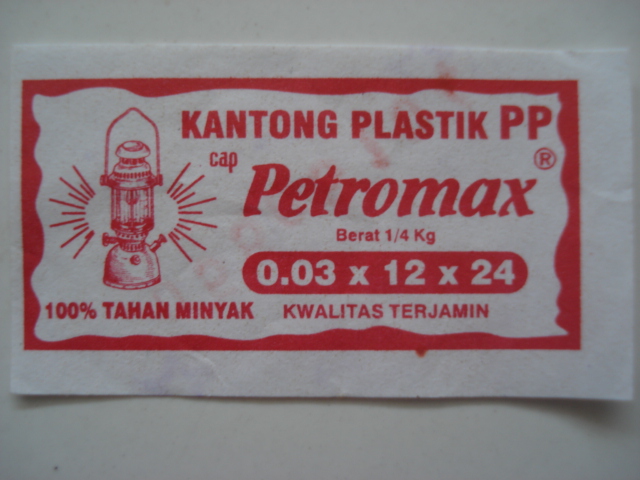 KANTONG PLASTIK PP
cap
Petromax ®
Berat 1/4 Kg
0.03 x 12 x 24
100% TAHAN MINYAK KWALITAS TERJAMIN